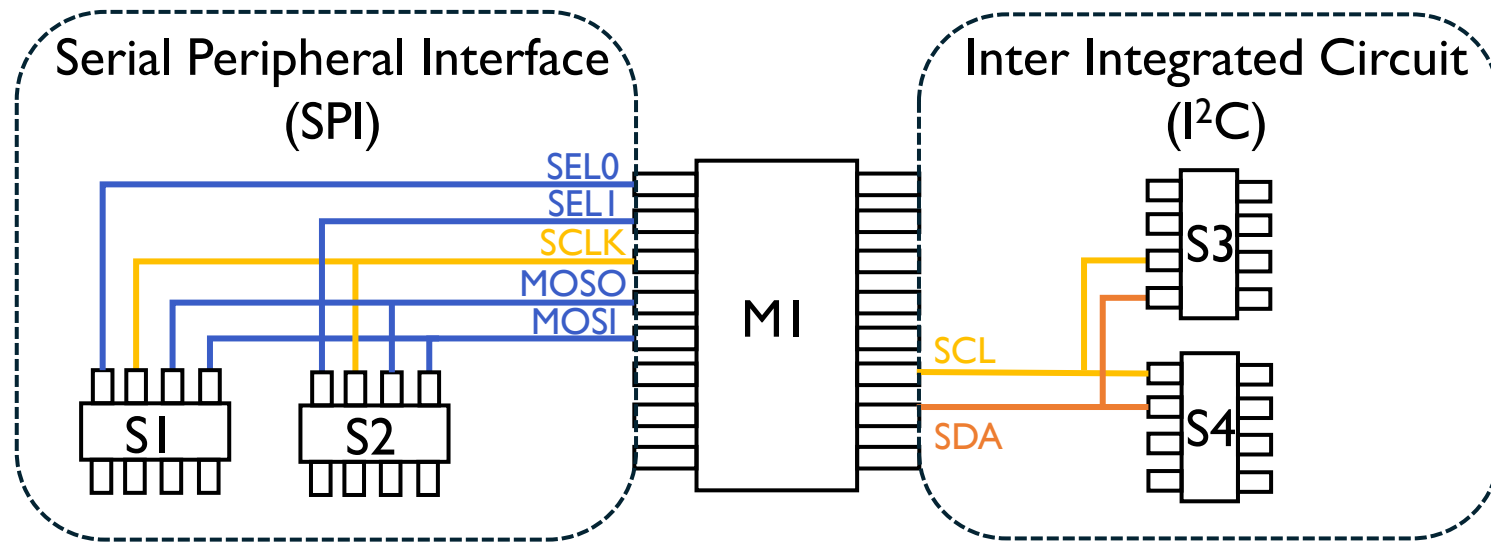 Serial Peripheral Interface
(SPI)
SEL0
SEL1
SCLK
MOSO
MOSI
S1
S2
M1
Inter Integrated Circuit
(I²C)
SCL
SDA
S3
S4